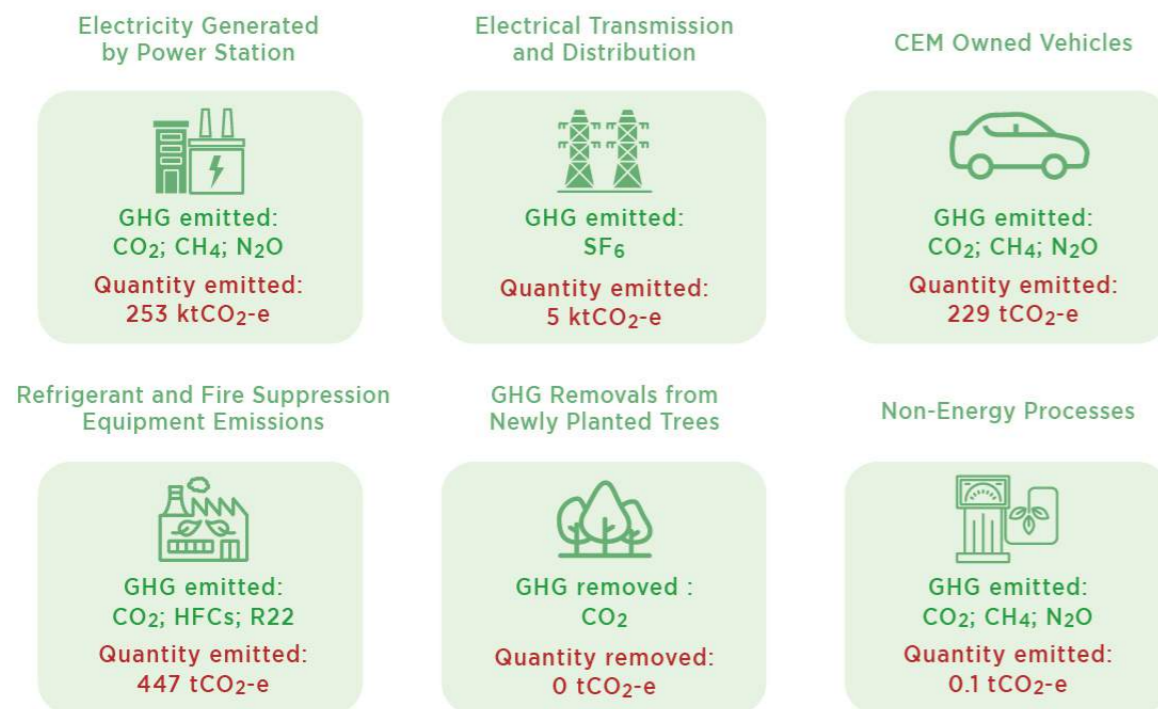 Electricity Generated
by Power Station
GHG emitted:
CO₂; CH₄; N₂O
Quantity emitted:
253 ktCO₂-e
Electrical Transmission
and Distribution
GHG emitted:
SF₆
Quantity emitted:
5 ktCO₂-e
CEM Owned Vehicles
GHG emitted:
CO₂; CH₄; N₂O
Quantity emitted:
229 tCO₂-e
Refrigerant and Fire Suppression
Equipment Emissions
GHG emitted:
CO₂; HFCs; R22
Quantity emitted:
447 tCO₂-e
GHG Removals from
Newly Planted Trees
GHG removed :
CO₂
Quantity removed:
0 tCO₂-e
Non-Energy Processes
GHG emitted:
CO₂; CH₄; N₂O
Quantity emitted:
0.1 tCO₂-e